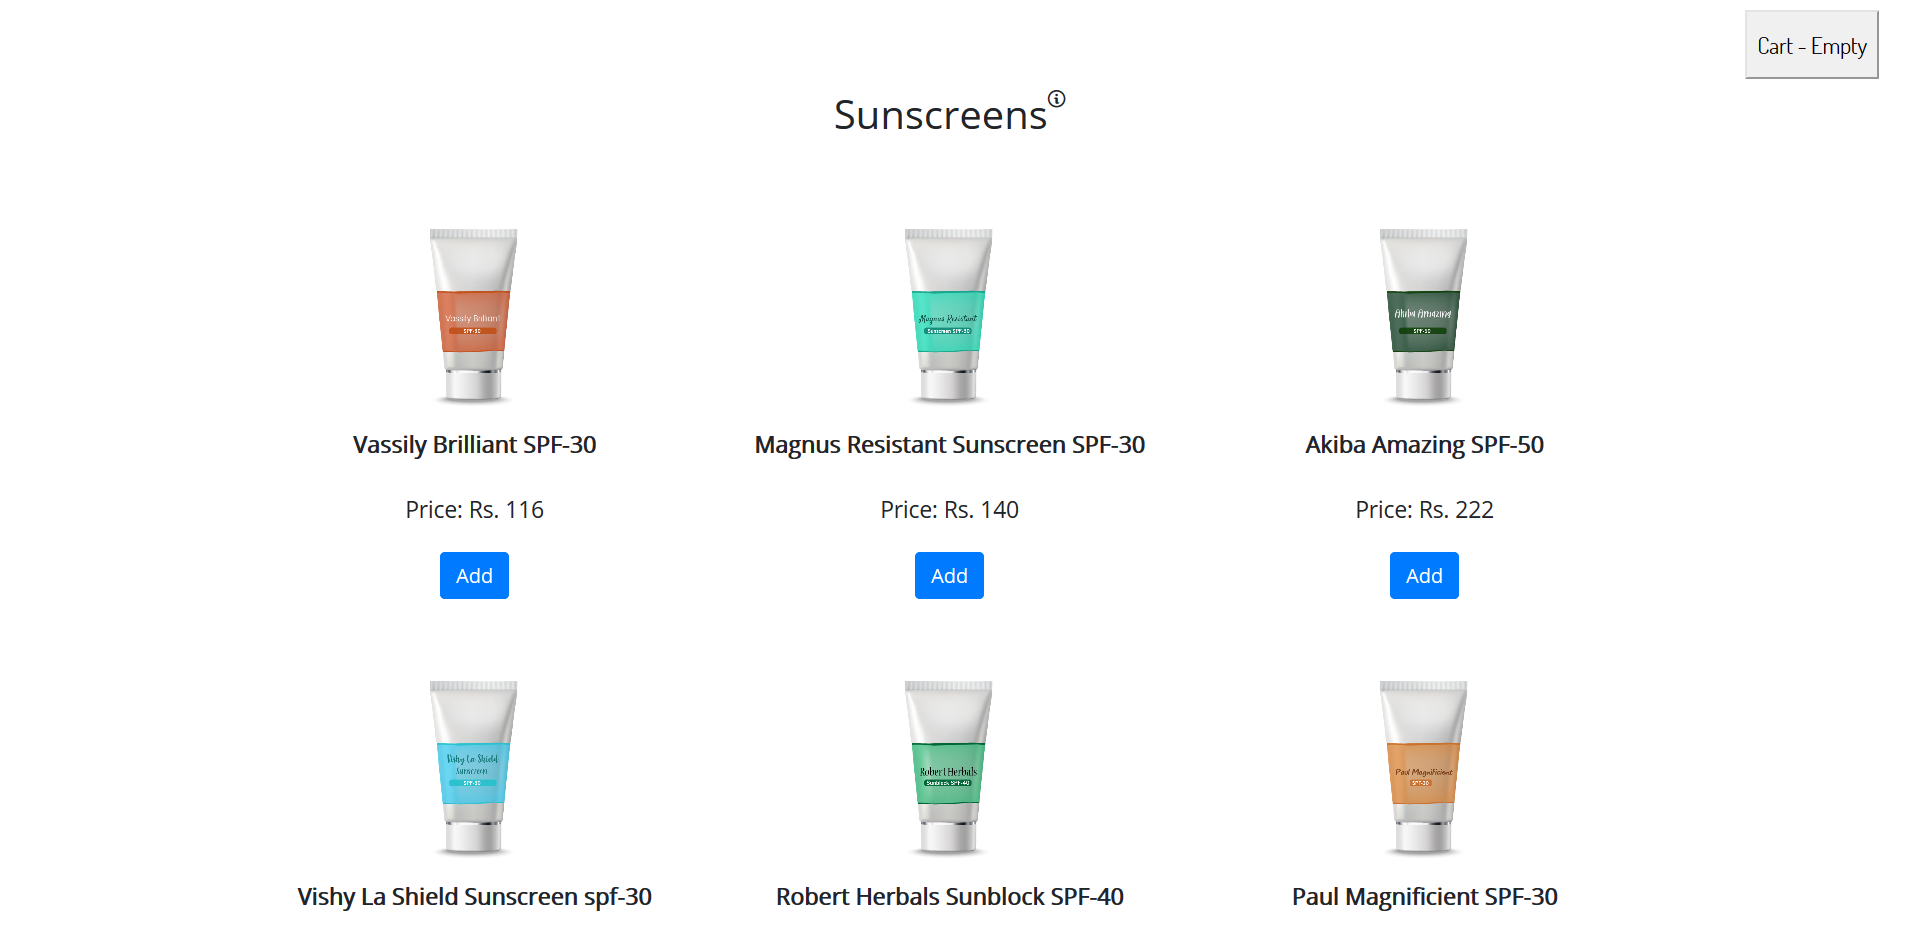 Cart - Empty
Sunscreens
Vassily Brilliant
SPF-30
Magnus Resistant
Sunscreen SPF-30
Akiba Amazing
SPF-50
Vassily Brilliant SPF-30
Magnus Resistant Sunscreen SPF-30
Akiba Amazing SPF-50
Price: Rs. 116
Price: Rs. 140
Price: Rs. 222
Add
Add
Add
Vishy La Shield
Sunscreen
SPF-30
Robert Herbals
Sunblock SPF-40
Paul Magnificient
SPF-30
Vishy La Shield Sunscreen spf-30
Robert Herbals Sunblock SPF-40
Paul Magnificient SPF-30